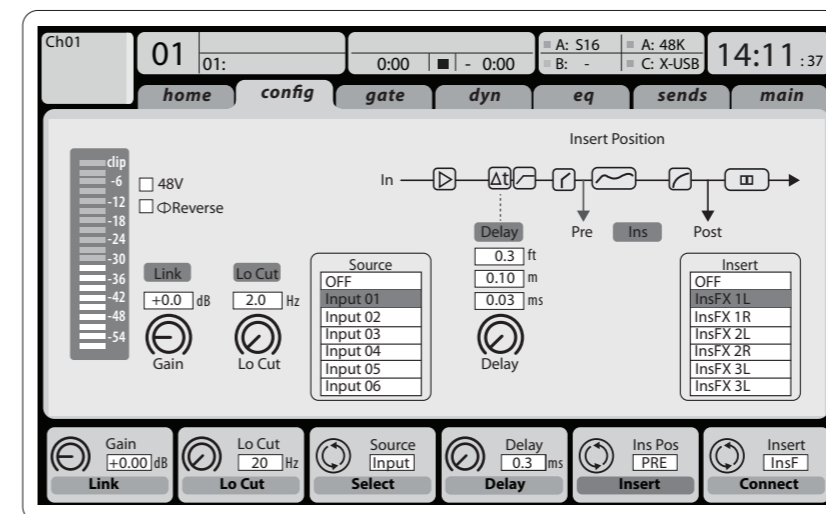 Ch01
01
01:
0:00 - 0:00
A: S16 A: 48K
B: - C: X-USB
14:11 :37
home config gate dyn eq sends main
Insert Position
clip
-6
-12
-18
-24
-30
-36
-42
-48
-54
48V
ΦReverse
In
Δt
Pre Ins Post
Link
+0.0 dB
Gain
Lo Cut
2.0 Hz
Lo Cut
Source
OFF
Input 01
Input 02
Input 03
Input 04
Input 05
Input 06
Delay
0.3 ft
0.10 m
0.03 ms
Delay
Insert
OFF
InsFX 1L
InsFX 1R
InsFX 2L
InsFX 2R
InsFX 3L
InsFX 3L
Gain
+0.00 dB
Link
Lo Cut
20 Hz
Lo Cut
Source
Input
Select
Delay
0.3 ms
Delay
Ins Pos
PRE
Insert
Insert
InsF
Connect